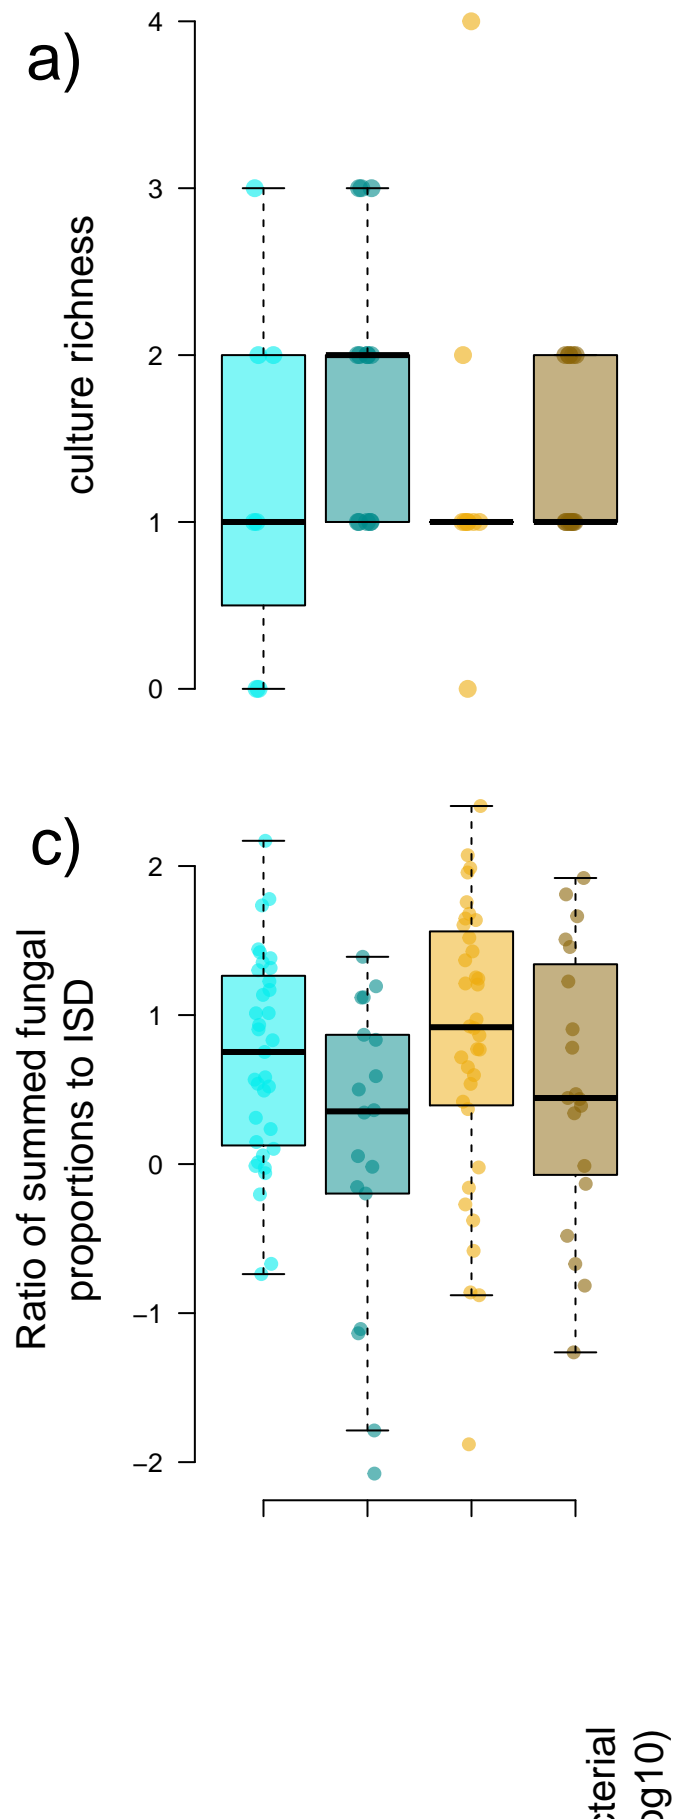 a)
culture richness
4
3
2
1
0
c)
Ratio of summed fungal
proportions to ISD
2
1
0
−1
−2